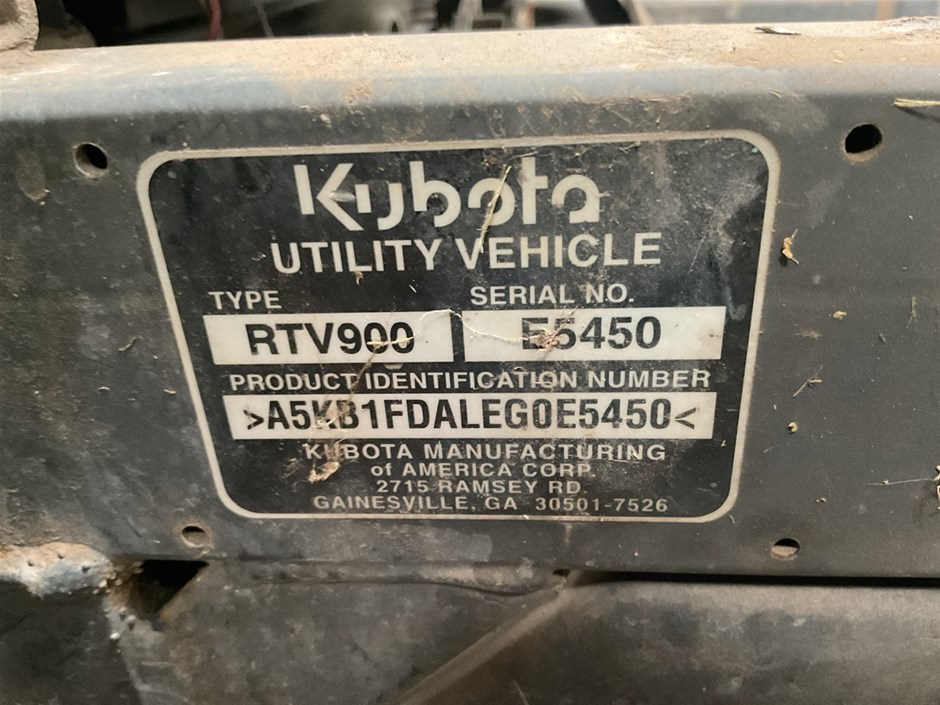 Kubota
UTILITY VEHICLE
TYPE SERIAL NO.
RTV900 E5450
PRODUCT IDENTIFICATION NUMBER
>A5KB1FDALEG0E5450<
KUBOTA MANUFACTURING
of AMERICA CORP.
2715 RAMSEY RD.
GAINESVILLE, GA 30501-7526